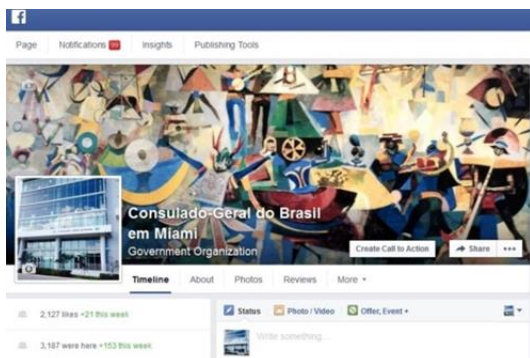 f
Page Notifications 99 Insights Publishing Tools
Consulado-Geral do Brasil
em Miami
Government Organization
Create Call to Action Share •••
Timeline About Photos Reviews More
2,127 likes +21 this week
3,187 were here +153 this week
Status Photo / Video Offer, Event +
Write something...